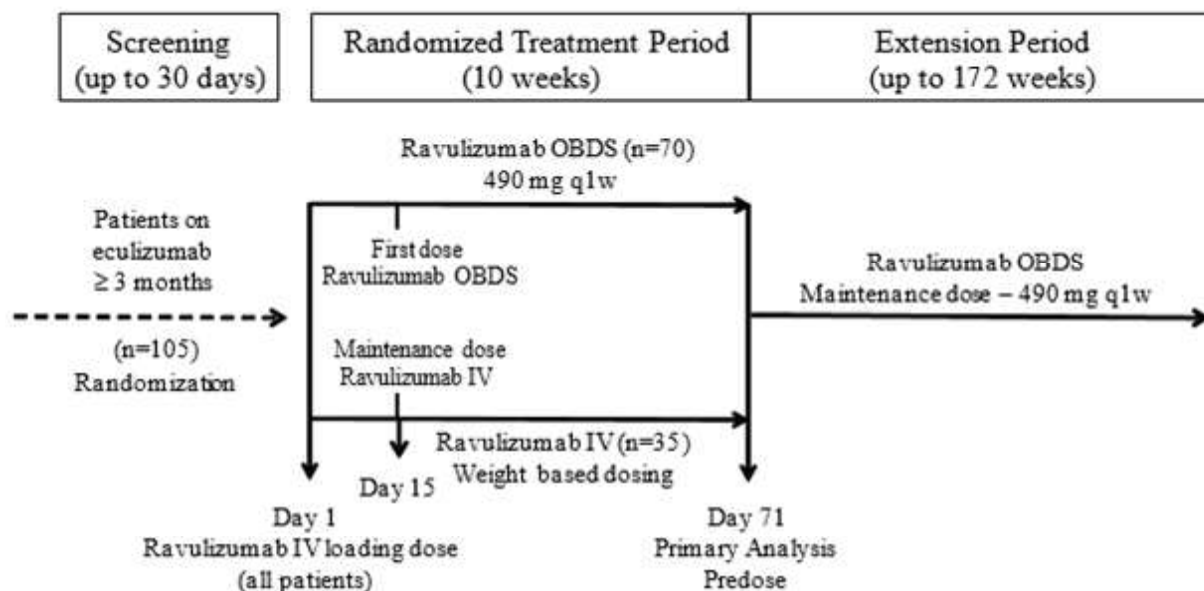 Screening
(up to 30 days)
Randomized Treatment Period
(10 weeks)
Extension Period
(up to 172 weeks)
Ravulizumab OBDS (n=70)
490 mg q1w
Patients on
eculizumab
≥ 3 months
(n=105)
Randomization
First dose
Ravulizumab OBDS
Maintenance dose
Ravulizumab IV
Ravulizumab OBDS
Maintenance dose – 490 mg q1w
Ravulizumab IV (n=35)
Weight based dosing
Day 15
Day 1
Ravulizumab IV loading dose
(all patients)
Day 71
Primary Analysis
Predose